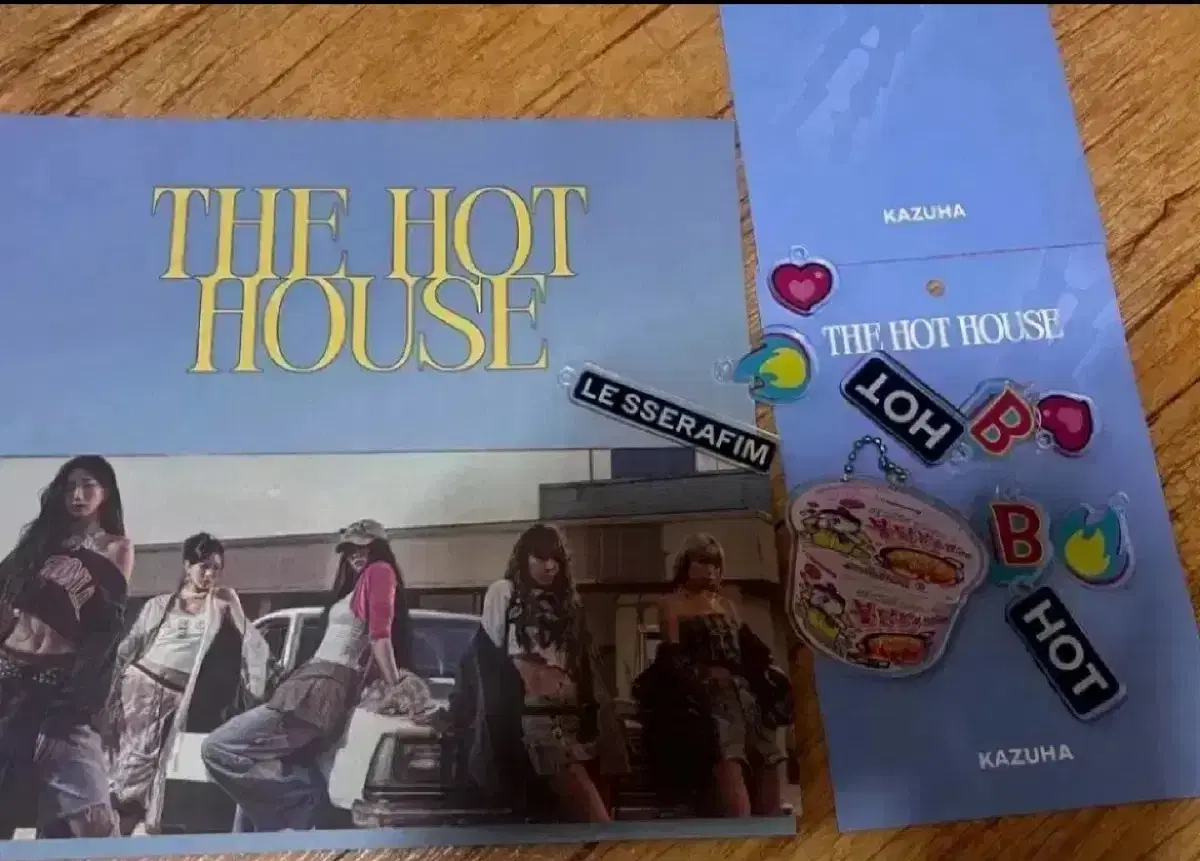 THE HOT
HOUSE
KAZUHA
THE HOT HOUSE
LE SSERAFIM
HOT
B
B
HOT
KAZUHA